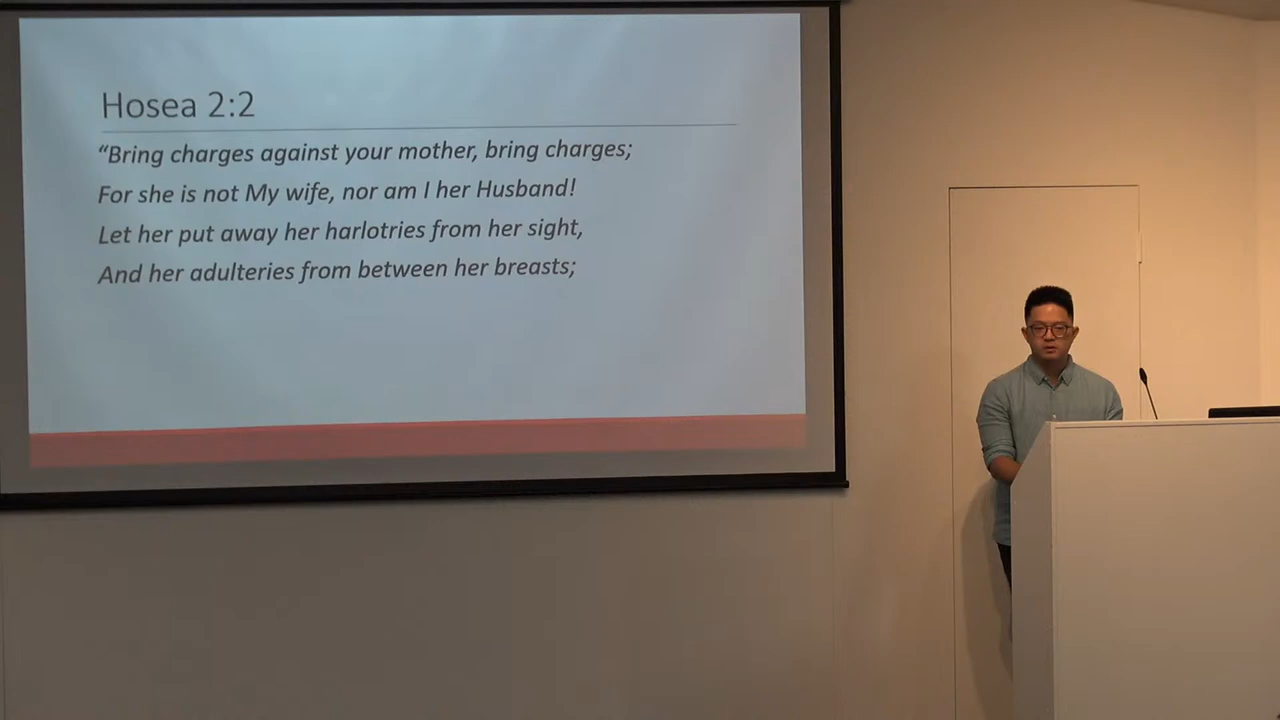 Hosea 2:2
“Bring charges against your mother, bring charges;
For she is not My wife, nor am I her Husband!
Let her put away her harlotries from her sight,
And her adulteries from between her breasts;